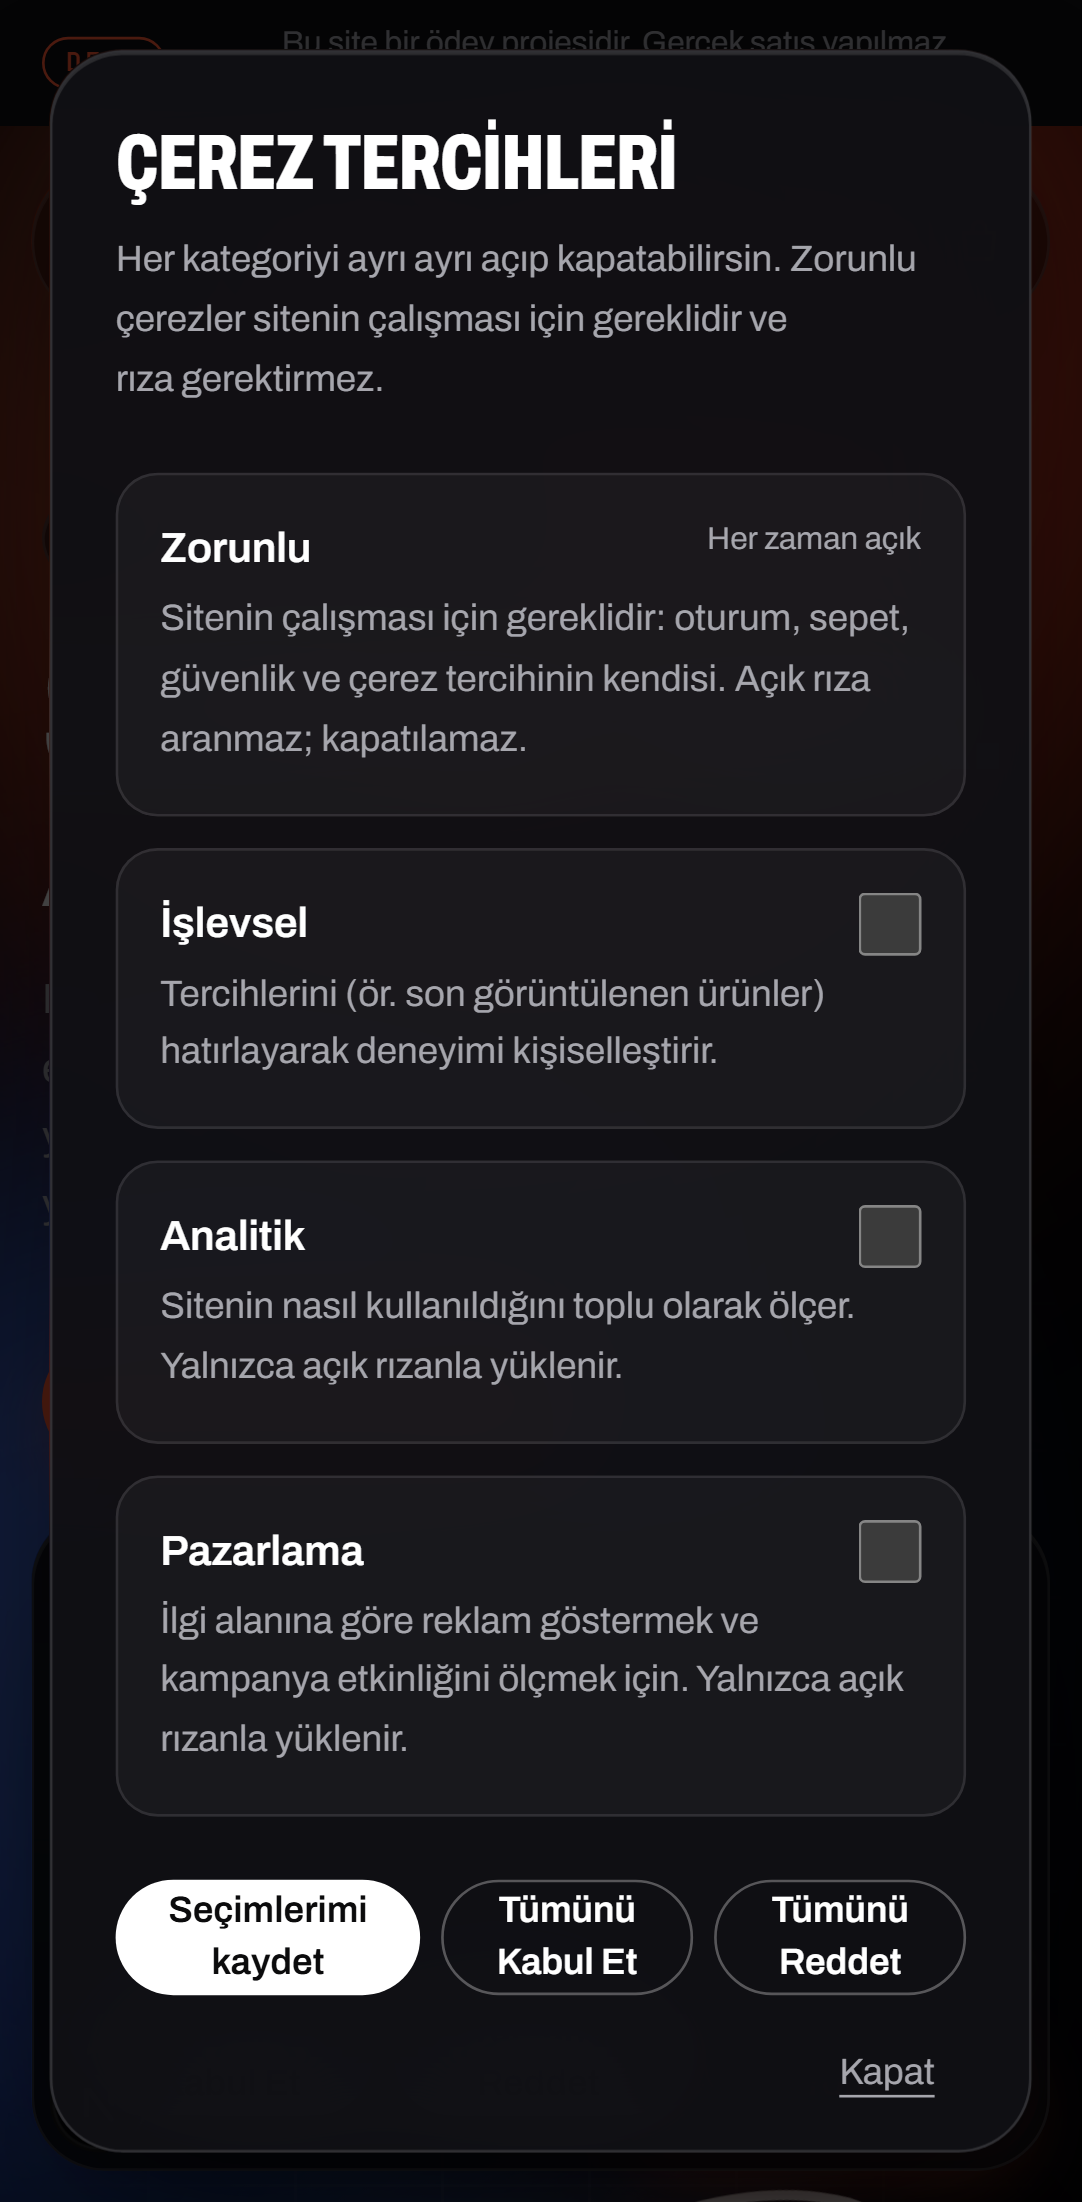 Bu site bir ödev projesidir. Gerçek satış yapılmaz
ÇEREZ TERCİHLERİ
Her kategoriyi ayrı ayrı açıp kapatabilirsin. Zorunlu
çerezler sitenin çalışması için gereklidir ve
rıza gerektirmez.
Zorunlu
Her zaman açık
Sitenin çalışması için gereklidir: oturum, sepet,
güvenlik ve çerez tercihinin kendisi. Açık rıza
aranmaz; kapatılamaz.
İşlevsel
Tercihlerini (ör. son görüntülenen ürünler)
hatırlayarak deneyimi kişiselleştirir.
Analitik
Sitenin nasıl kullanıldığını toplu olarak ölçer.
Yalnızca açık rızanla yüklenir.
Pazarlama
İlgi alanına göre reklam göstermek ve
kampanya etkinliğini ölçmek için. Yalnızca açık
rızanla yüklenir.
Seçimlerimi
kaydet
Tümünü
Kabul Et
Tümünü
Reddet
Kapat